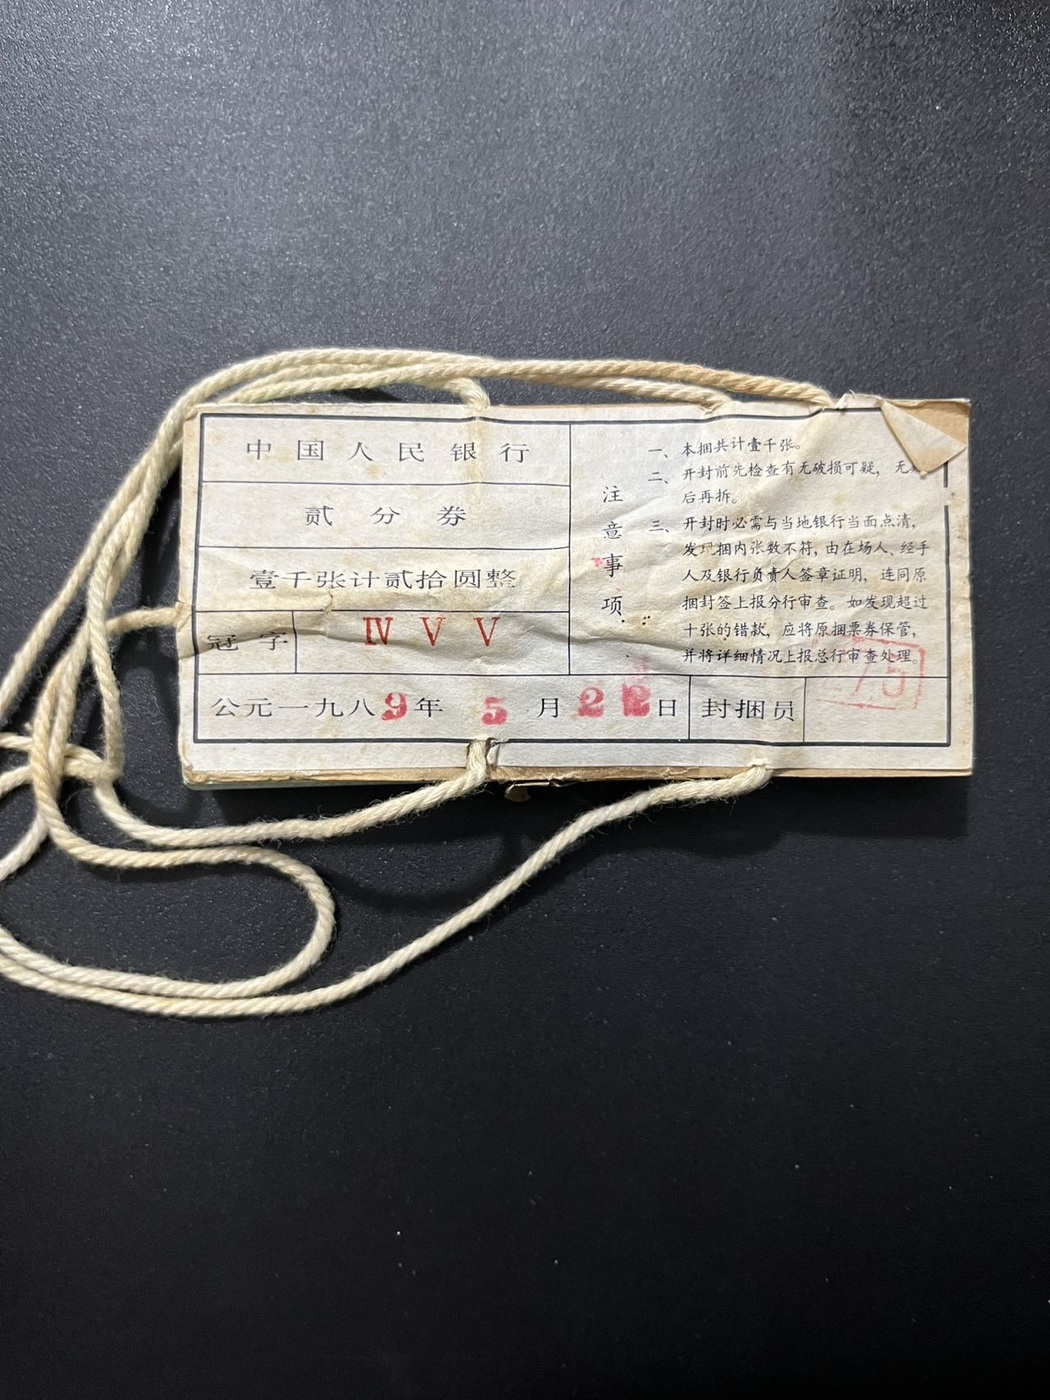 中国人民银行
贰分券
壹千张计贰拾圆整
冠字 Ⅳ Ⅴ Ⅴ
公元一九八9年 5月2 日
封捆员
75
注意事项
一、本捆共计壹千张。
二、开封前先检查有无破损可疑，无
后再拆。
三、开封时必需与当地银行当面点清，
发现捆内张数不符，由在场人、经手
人及银行负责人签章证明，连同原
捆封签上报分行审查。如发现超过
十张的错款，应将原捆票券保管，
并将详细情况上报总行审查处理。